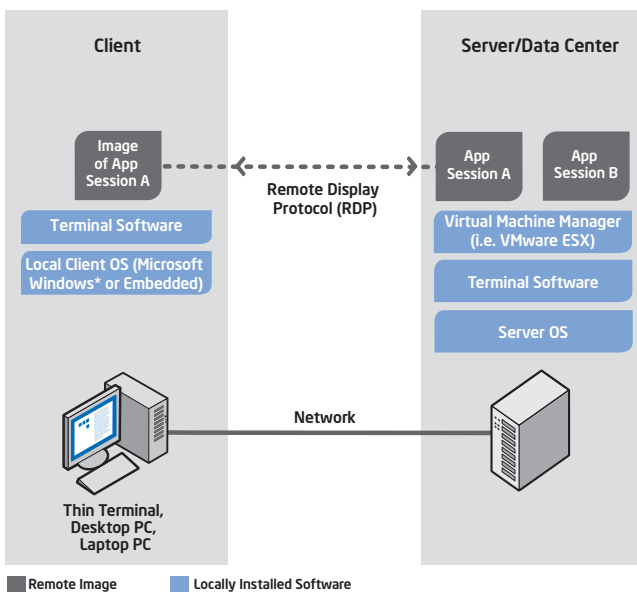 Client
Server/Data Center
Image
of App
Session A
App
Session A
App
Session B
Remote Display
Protocol (RDP)
Terminal Software
Local Client OS (Microsoft
Windows* or Embedded)
Virtual Machine Manager
(i.e. VMware ESX)
Terminal Software
Server OS
Network
Thin Terminal,
Desktop PC,
Laptop PC
Remote Image
Locally Installed Software